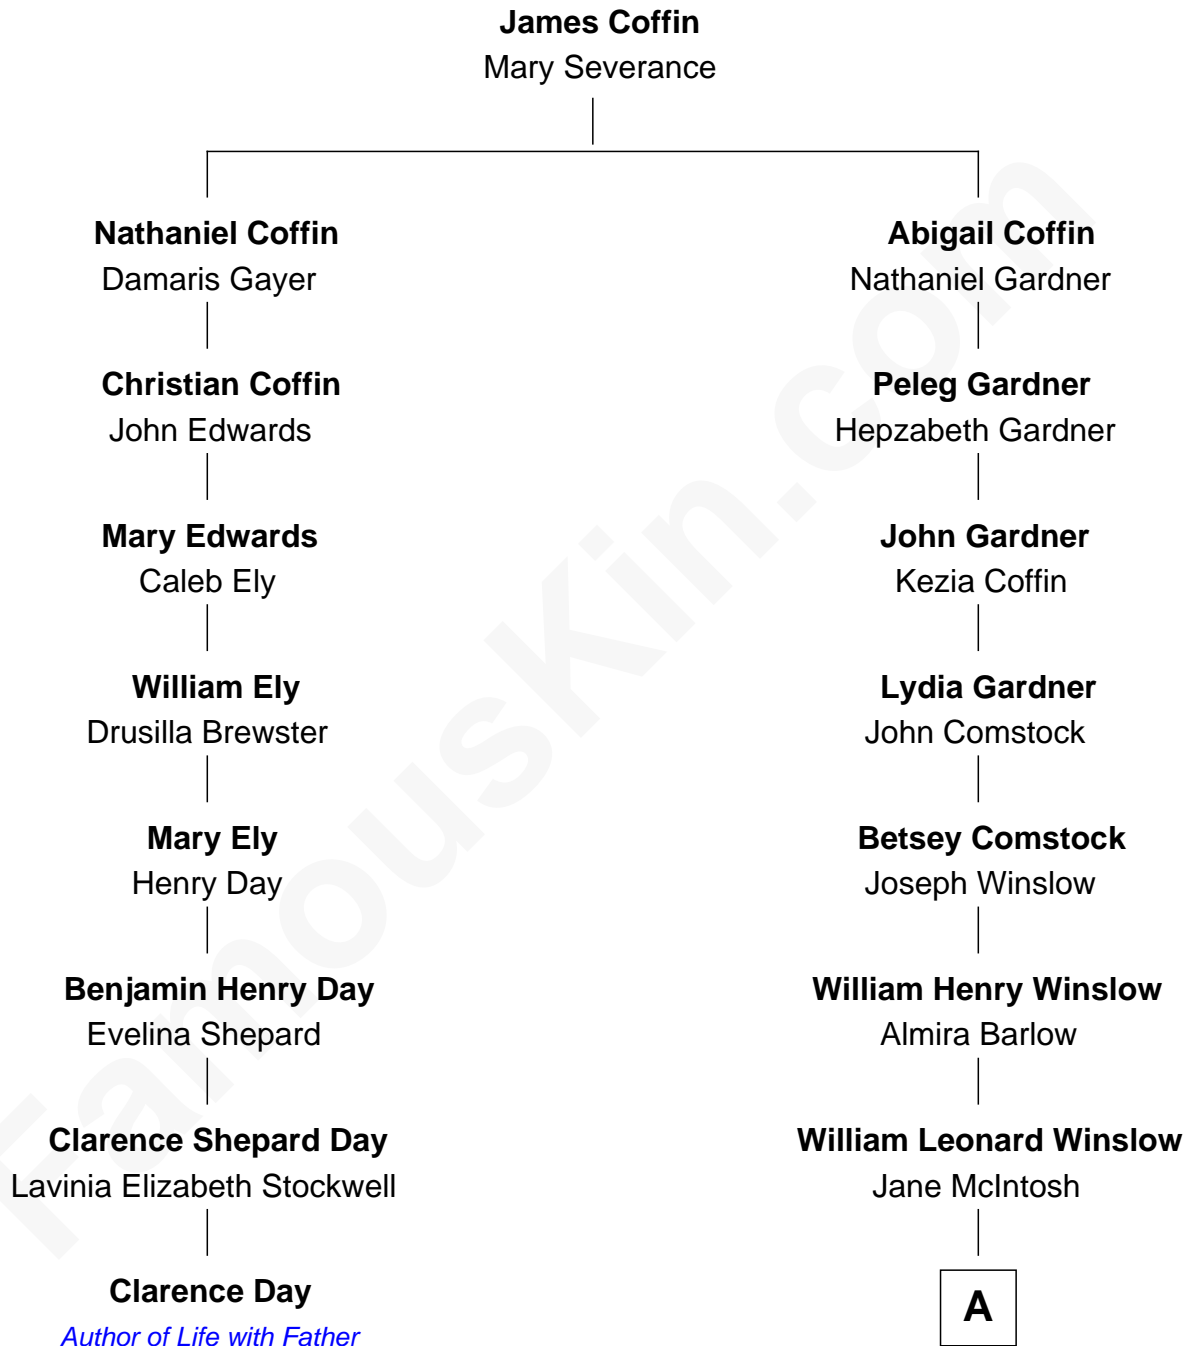 James Coffin
Mary Severance
Nathaniel Coffin
Damaris Gayer
Christian Coffin
John Edwards
Mary Edwards
Caleb Ely
William Ely
Drusilla Brewster
Mary Ely
Henry Day
Benjamin Henry Day
Evelina Shepard
Clarence Shepard Day
Lavinia Elizabeth Stockwell
Clarence Day
Author of Life with Father
Abigail Coffin
Nathaniel Gardner
Peleg Gardner
Hepzabeth Gardner
John Gardner
Kezia Coffin
Lydia Gardner
John Comstock
Betsey Comstock
Joseph Winslow
William Henry Winslow
Almira Barlow
William Leonard Winslow
Jane McIntosh
A
FamousKin.com